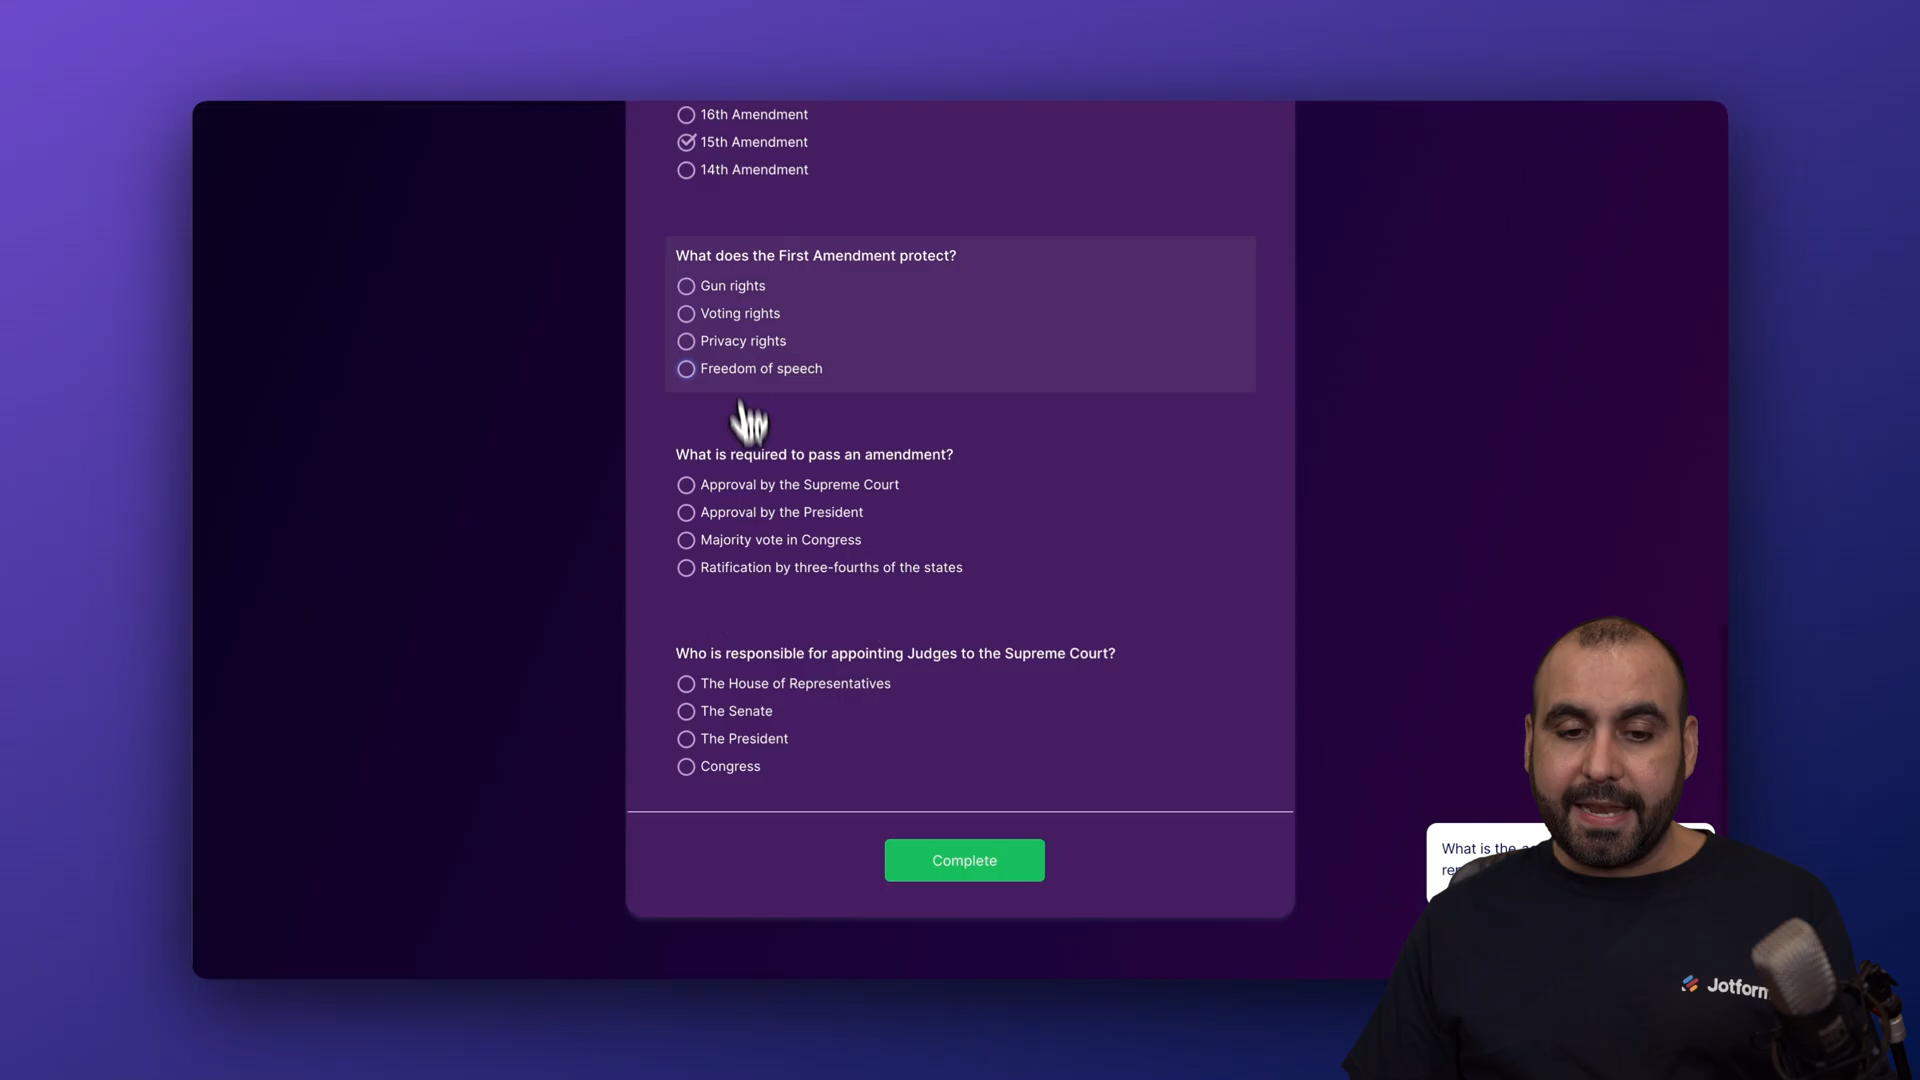 16th Amendment
15th Amendment
14th Amendment
What does the First Amendment protect?
Gun rights
Voting rights
Privacy rights
Freedom of speech
What is required to pass an amendment?
Approval by the Supreme Court
Approval by the President
Majority vote in Congress
Ratification by three-fourths of the states
Who is responsible for appointing Judges to the Supreme Court?
The House of Representatives
The Senate
The President
Congress
Complete
What is the
Jotform